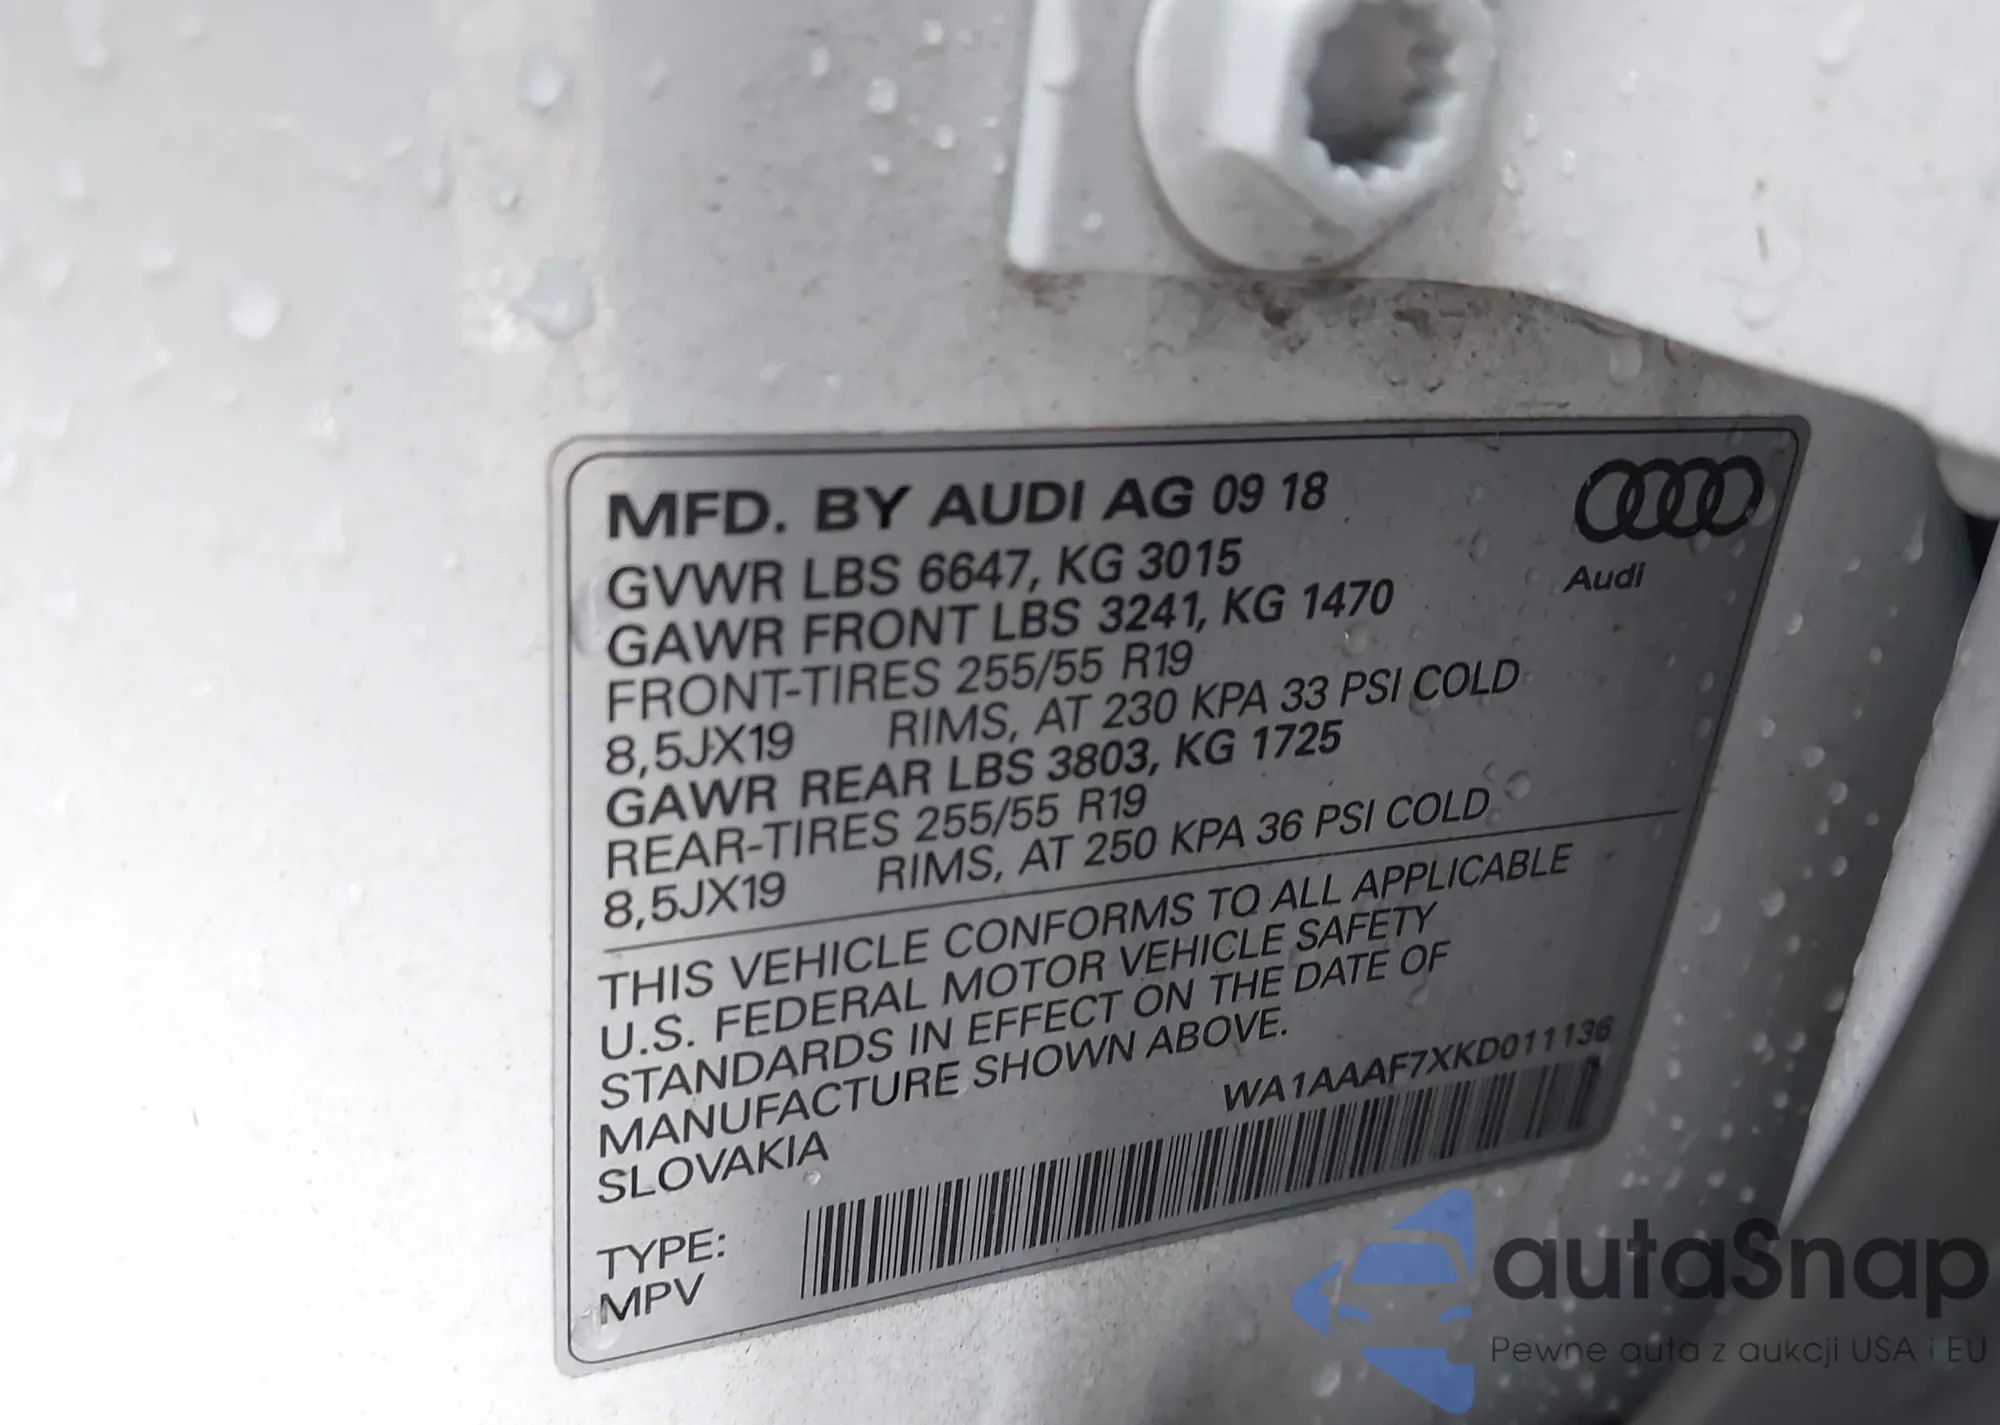 MFD. BY AUDI AG 09 18
GVWR LBS 6647, KG 3015
GAWR FRONT LBS 3241, KG 1470
FRONT-TIRES 255/55 R19
8,5JX19 RIMS, AT 230 KPA 33 PSI COLD
GAWR REAR LBS 3803, KG 1725
REAR-TIRES 255/55 R19
8,5JX19 RIMS, AT 250 KPA 36 PSI COLD
Audi
THIS VEHICLE CONFORMS TO ALL APPLICABLE
U.S. FEDERAL MOTOR VEHICLE SAFETY
STANDARDS IN EFFECT ON THE DATE OF
MANUFACTURE SHOWN ABOVE.
SLOVAKIA
WA1AAAF7XKD011136
TYPE:
MPV
autaSnap
Pewne auta z aukcji USA i EU